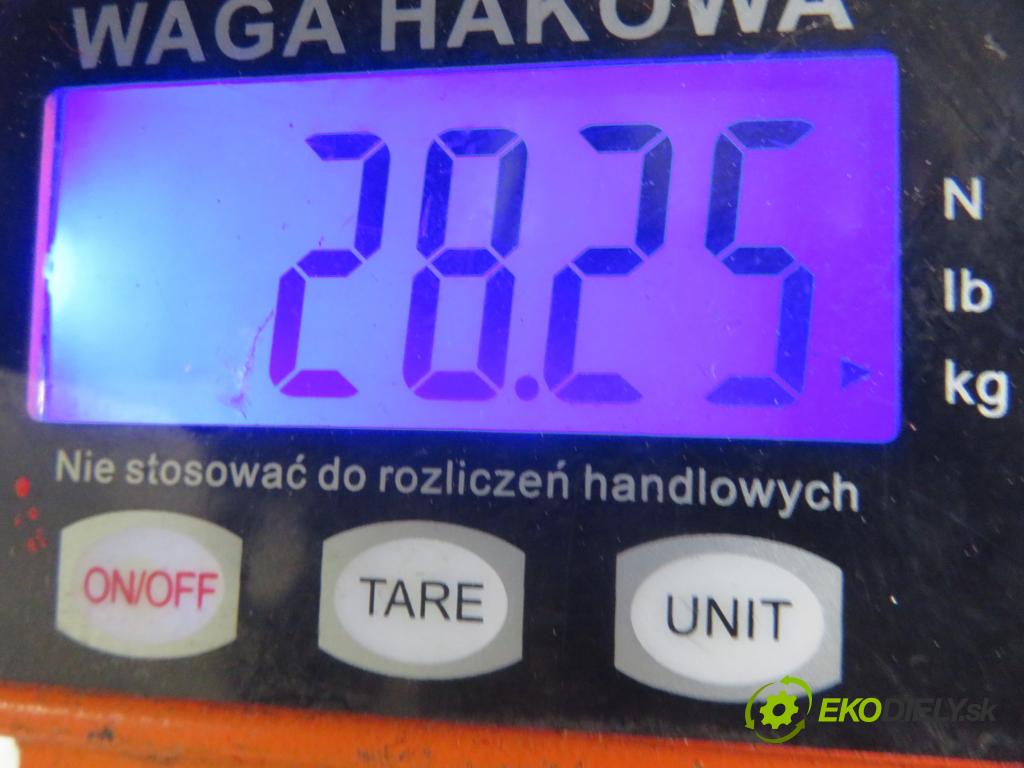 WAGA HAKOWA
28.25
N
lb
kg
Nie stosować do rozliczeń handlowych
ON/OFF
TARE
UNIT
EKODIELY.sk